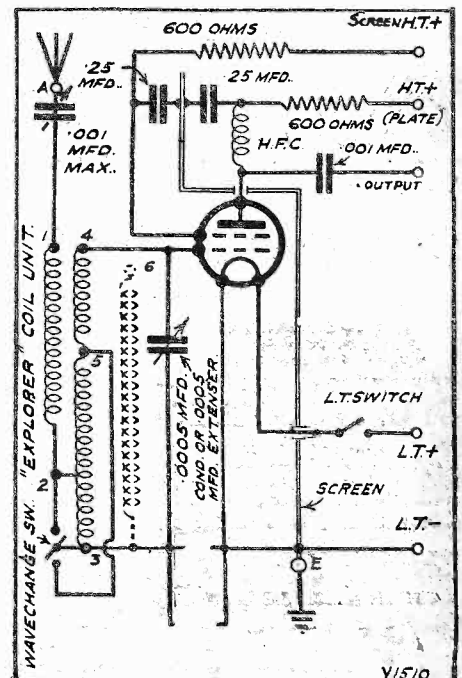 SCREEN H.T.+
600 OHMS
.25
MFD..
.25 MFD..
A
H.T.+
(PLATE)
600 OHMS
.001
MFD.
MAX..
H.F.C.
.001 MFD..
.OUTPUT
1
4
6
5
2
3
WAVECHANGE SW. "EXPLORER" COIL UNIT.
.0005 MFD.
COND. OR .0005
MFD. EXTENSER
L.T. SWITCH
L.T.+
SCREEN
L.T.-
E
V1510